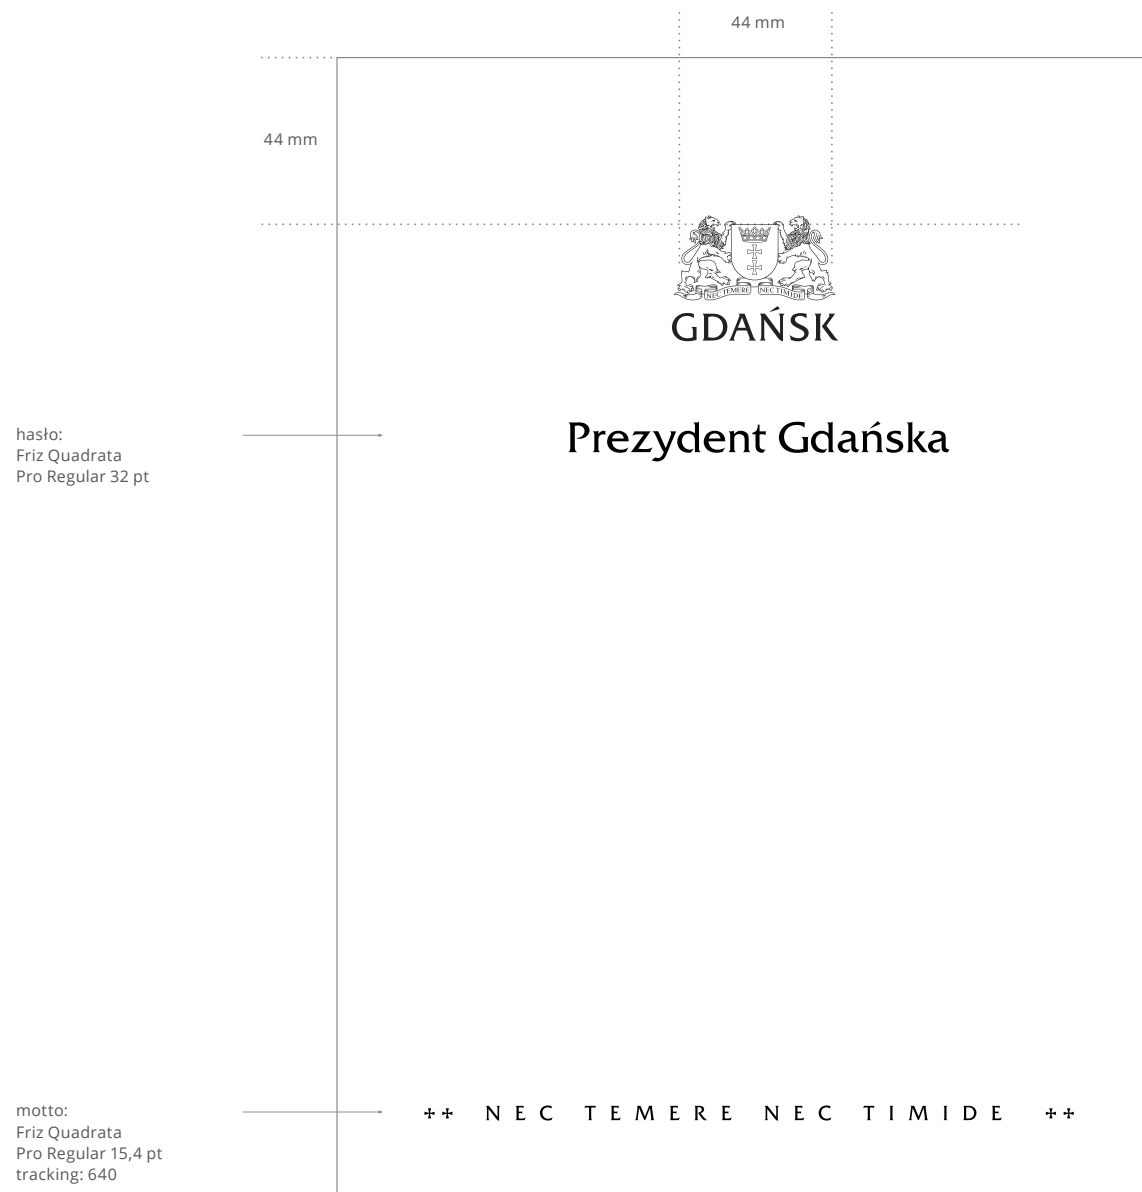 44 mm
44 mm
NEC TEMERE NEC TIMIDE
GDAŃSK
hasło:
Friz Quadrata
Pro Regular 32 pt
Prezydent Gdańska
motto:
Friz Quadrata
Pro Regular 15,4 pt
tracking: 640
NEC TEMERE NEC TIMIDE